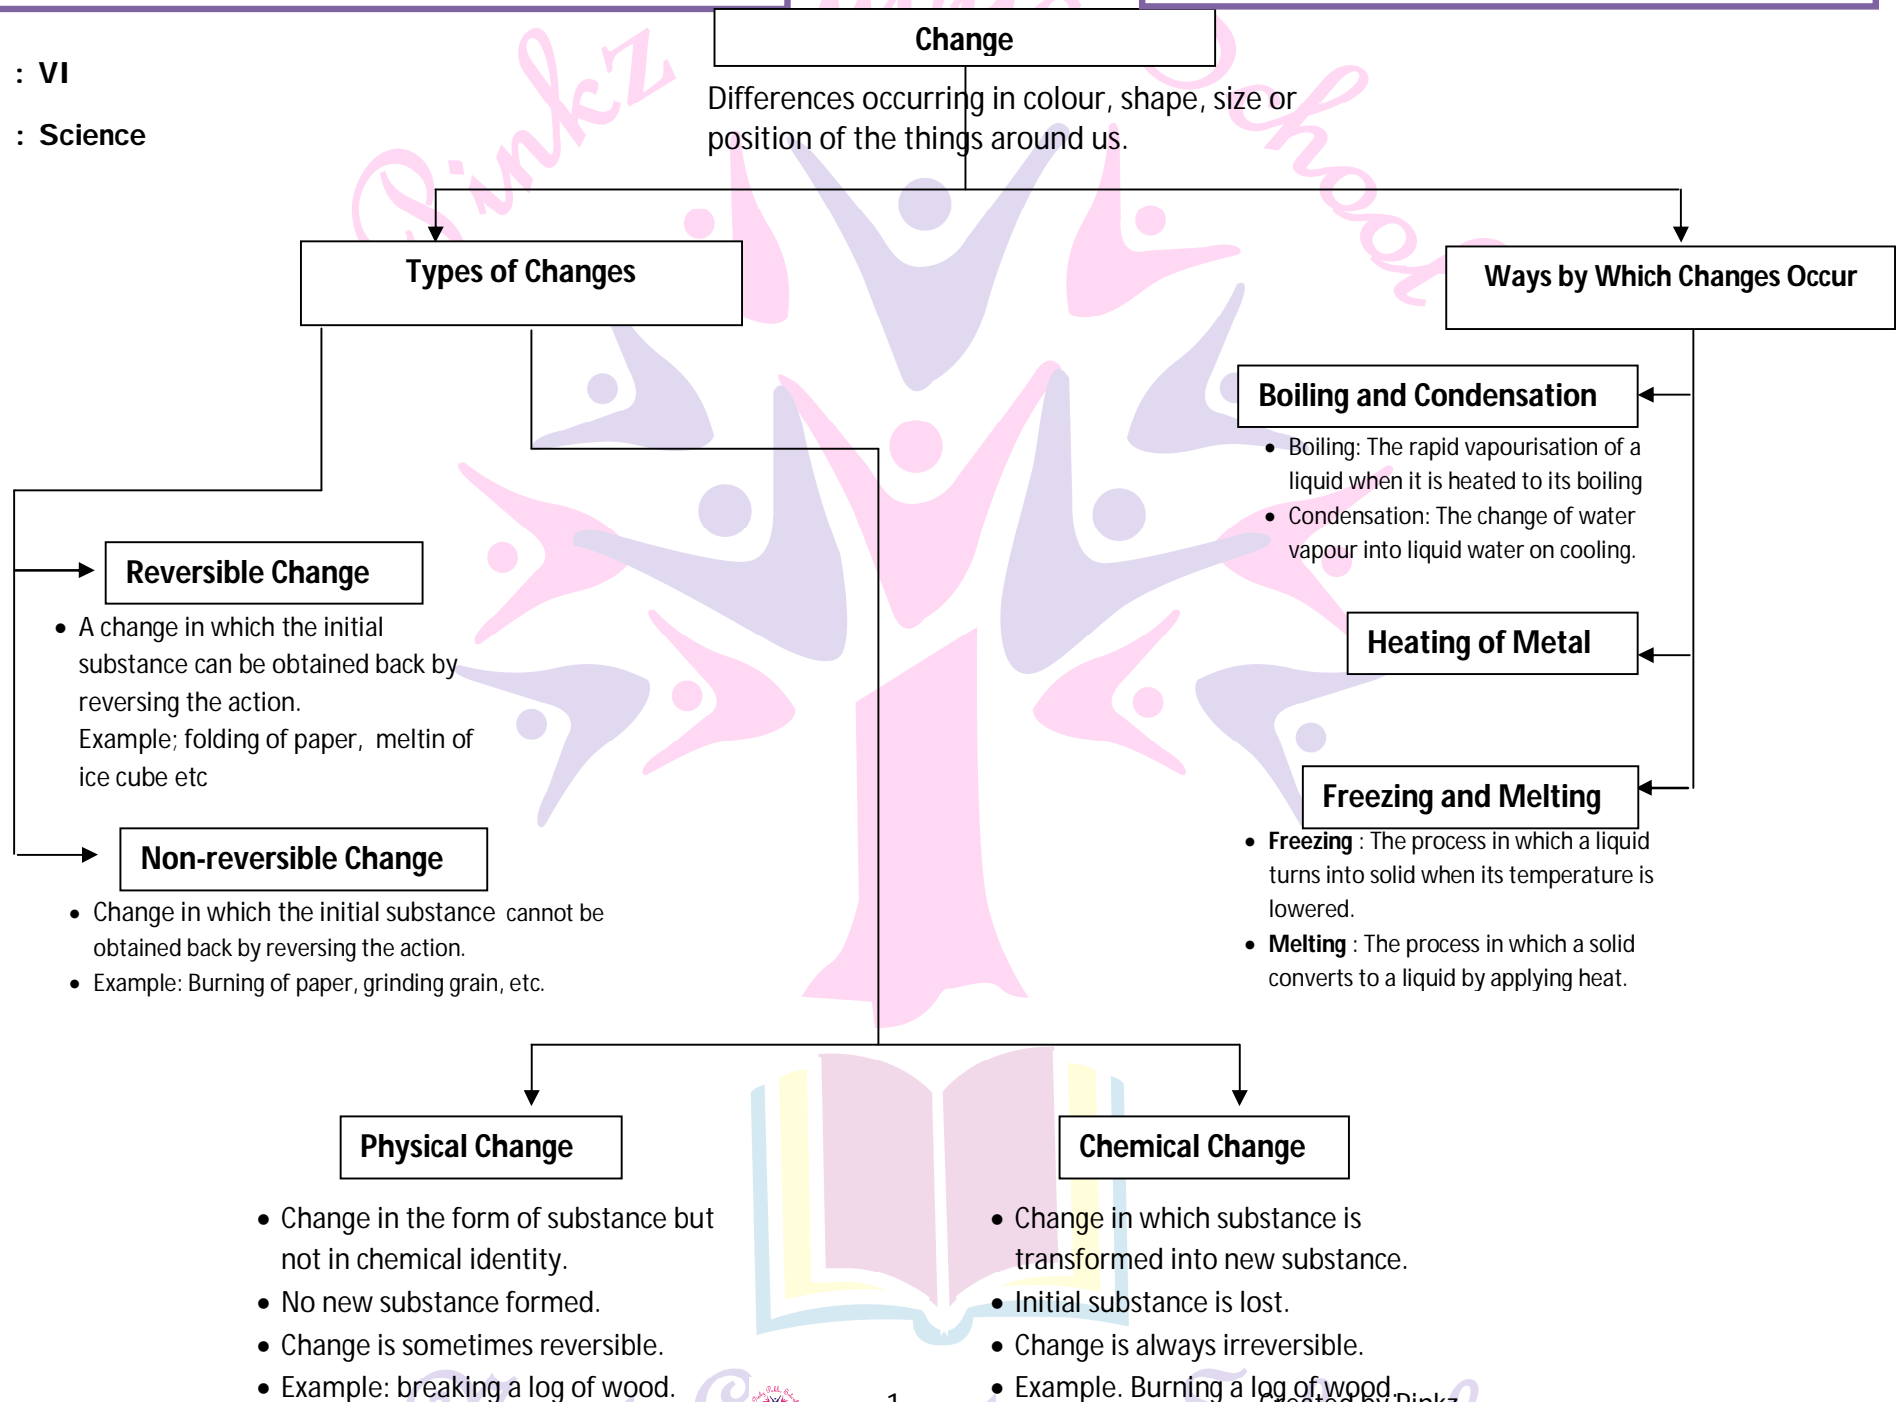 Change
: VI
: Science
Differences occurring in colour, shape, size or
position of the things around us.
Types of Changes
Ways by Which Changes Occur
Boiling and Condensation
• Boiling: The rapid vapourisation of a
liquid when it is heated to its boiling
• Condensation: The change of water
vapour into liquid water on cooling.
Reversible Change
• A change in which the initial
substance can be obtained back by
reversing the action.
Example; folding of paper, meltin of
ice cube etc
Heating of Metal
Freezing and Melting
• Freezing : The process in which a liquid
turns into solid when its temperature is
lowered.
• Melting : The process in which a solid
converts to a liquid by applying heat.
Non-reversible Change
• Change in which the initial substance cannot be
obtained back by reversing the action.
• Example: Burning of paper, grinding grain, etc.
Physical Change
• Change in the form of substance but
not in chemical identity.
• No new substance formed.
• Change is sometimes reversible.
• Example: breaking a log of wood.
Chemical Change
• Change in which substance is
transformed into new substance.
• Initial substance is lost.
• Change is always irreversible.
• Example. Burning a log of wood.
1
Created by Pinkz
Pinkz
School